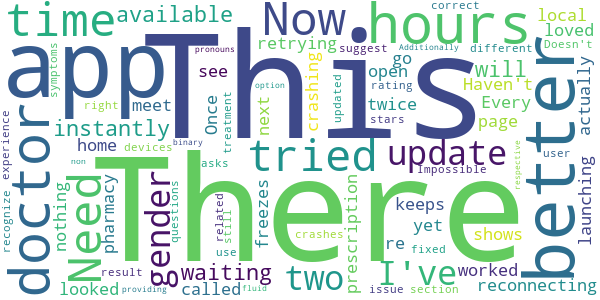 time
available
Now
hours
correct
local
loved
Doesn't
pronouns
Additionally
different
suggest
retrying
symptoms
app
This
see
crashing
open
go
will
Haven't
Every
page
better
actually
launching
right
meet
Once
treatment
next
updated
rating
stars
twice
instantly
experience
doctor
home
devices
pharmacy
tried
update
Impossible
user
respective
There
asks
binary
non
option
recognize
nothing
Need
gender
questions
related
still
use
freezes
crashes
prescription
keeps
yet
re
fixed
shows
looked
result
providing
called
waiting
fluid
two
I've
issue
section
worked
reconnecting